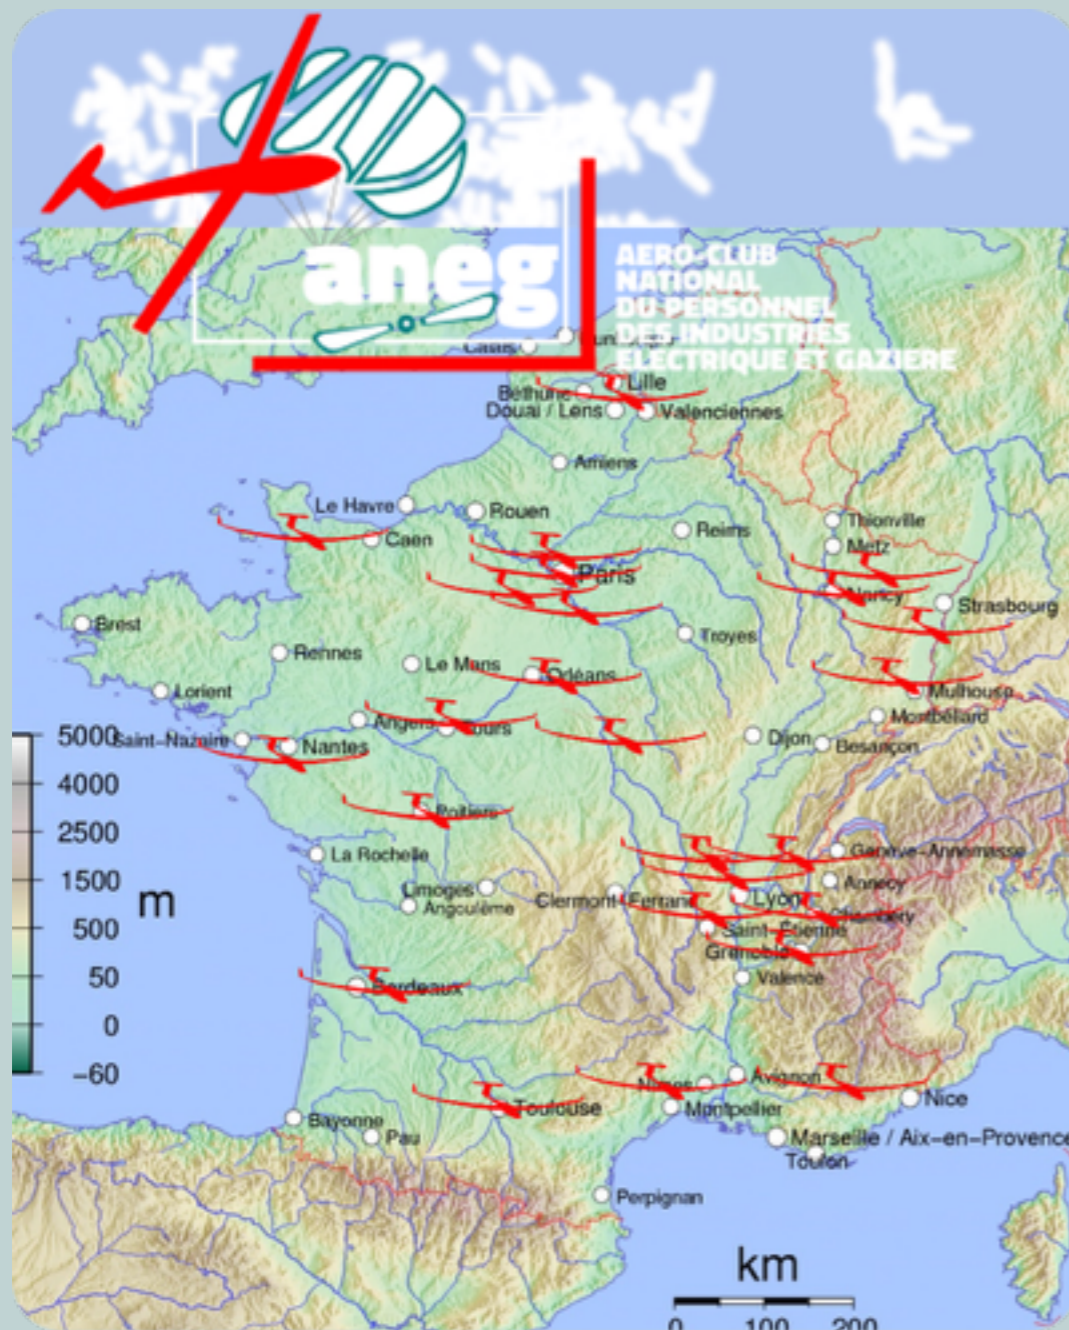 aneg
AERO-CLUB
NATIONAL
DU PERSONNEL
DES INDUSTRIES
ELECTRIQUE ET GAZIERE
Calais
Lille
Béthune
Douai / Lens
Valenciennes
Amiens
Le Havre
Rouen
Caen
Reims
Thionville
Metz
Paris
Nancy
Strasbourg
Brest
Rennes
Troyes
Le Mans
Orléans
Lorient
Mulhouse
Montbéliard
Angers
Tours
Saint-Nazaire
Nantes
Dijon
Besançon
Poitiers
La Rochelle
Genève-Annemasse
Limoges
Angoulême
Clermont-Ferrand
Lyon
Annecy
Chambéry
Saint-Étienne
Grenoble
Valence
Bordeaux
Nîmes
Avignon
Toulouse
Montpellier
Nice
Bayonne
Pau
Marseille / Aix-en-Provence
Toulon
Perpignan
5000
4000
2500
1500
m
500
50
0
-60
km
0 100 200